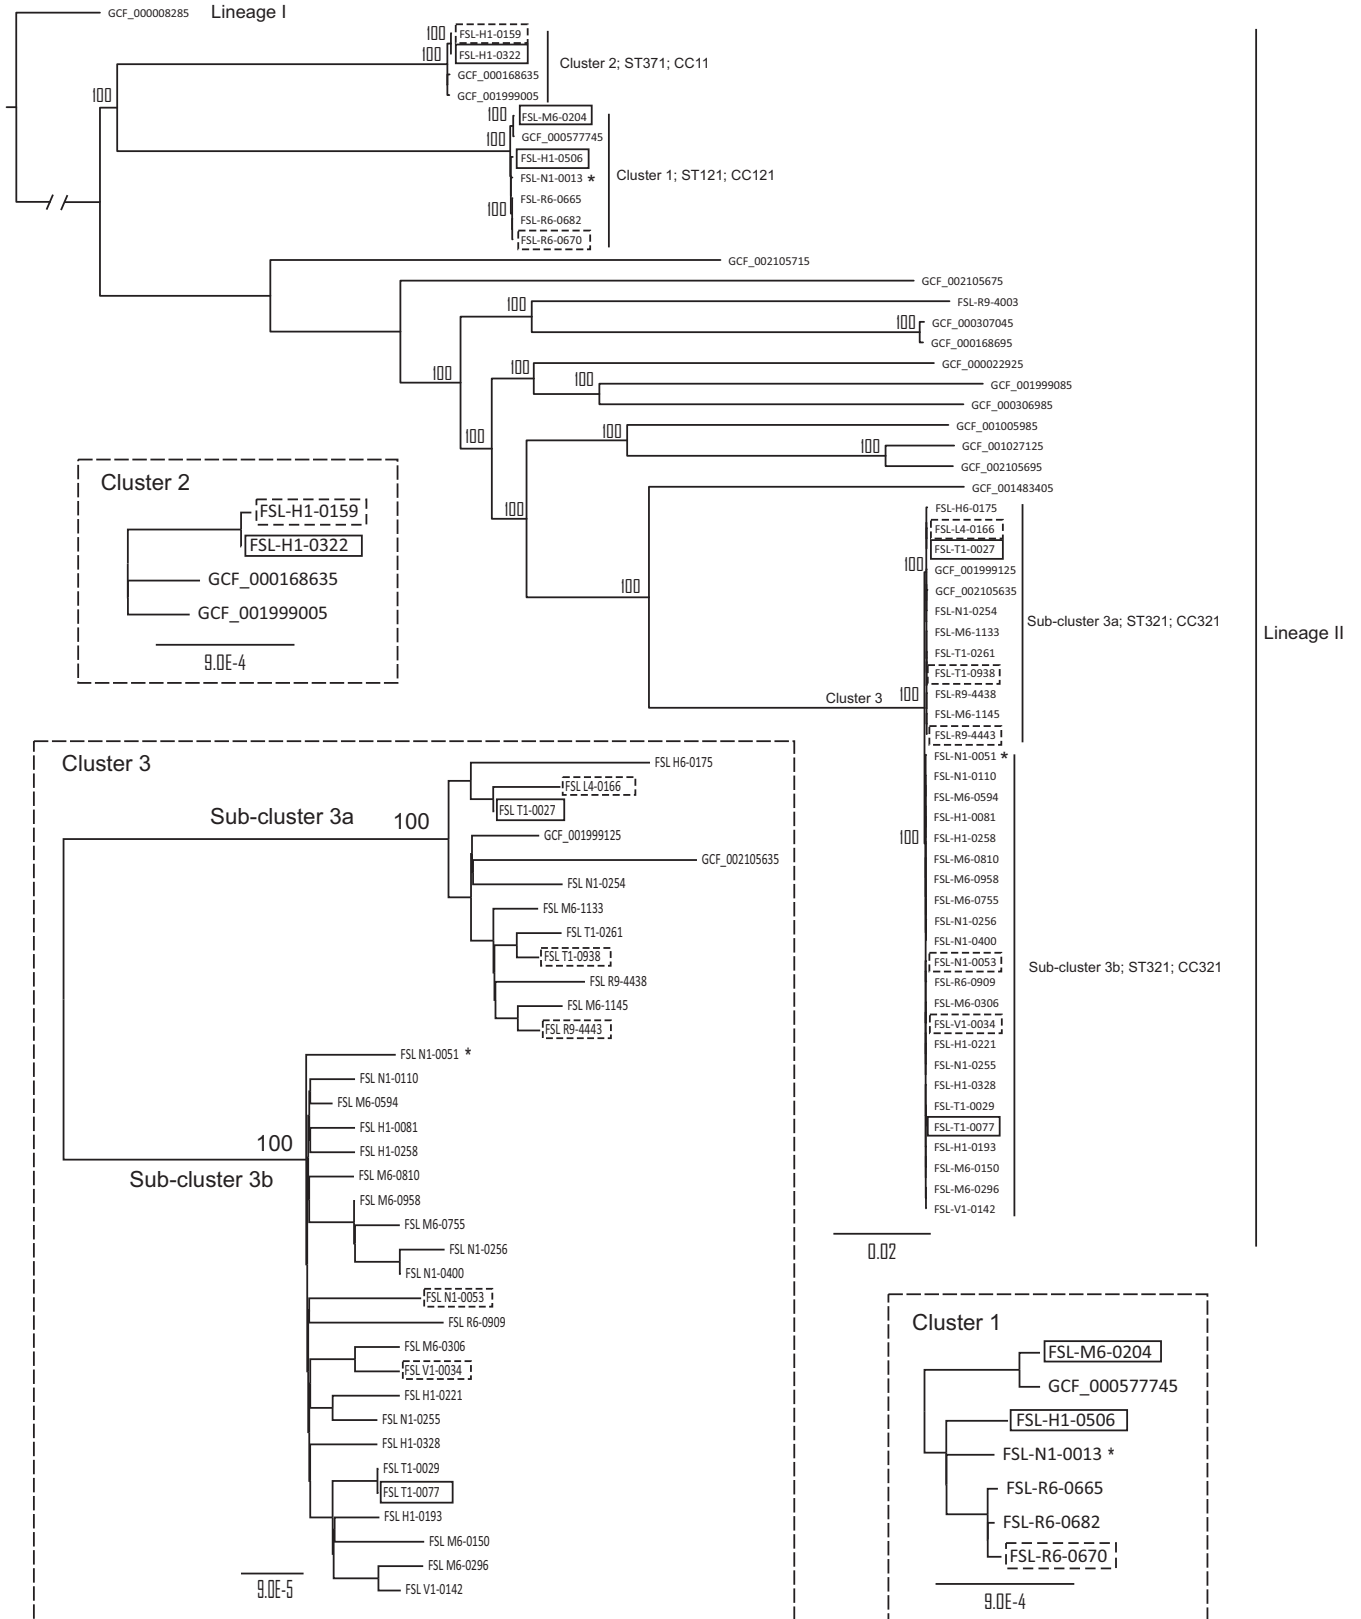 GCF_000008285
Lineage I
100
FSL-H1-0159
100
FSL-H1-0322
Cluster 2; ST371; CC11
GCF_000168635
100
GCF_001999005
100
FSL-M6-0204
100
GCF_000577745
FSL-H1-0506
Cluster 1; ST121; CC121
FSL-N1-0013 *
FSL-R6-0665
100
FSL-R6-0682
FSL-R6-0670
GCF_002105715
GCF_002105675
100
FSL-R9-4003
100
GCF_000307045
GCF_000168695
100
100
GCF_000022925
100
GCF_001999085
GCF_000306985
100
100
GCF_001005985
100
GCF_001027125
GCF_002105695
100
GCF_001483405
100
FSL-H6-0175
FSL-L4-0166
FSL-T1-0027
100
GCF_001999125
GCF_002105635
FSL-N1-0254
Sub-cluster 3a; ST321; CC321
FSL-M6-1133
FSL-T1-0261
FSL-T1-0938
Cluster 3
100
FSL-R9-4438
FSL-M6-1145
FSL-R9-4443
FSL-N1-0051 *
FSL-N1-0110
FSL-M6-0594
FSL-H1-0081
100
FSL-H1-0258
FSL-M6-0810
FSL-M6-0958
FSL-M6-0755
FSL-N1-0256
FSL-N1-0400
FSL-N1-0053
Sub-cluster 3b; ST321; CC321
FSL-R6-0909
FSL-M6-0306
FSL-V1-0034
FSL-H1-0221
FSL-N1-0255
FSL-H1-0328
FSL-T1-0029
FSL-T1-0077
FSL-H1-0193
FSL-M6-0150
FSL-M6-0296
FSL-V1-0142
0.02
Lineage II
Cluster 2
FSL-H1-0159
FSL-H1-0322
GCF_000168635
GCF_001999005
9.0E-4
Cluster 3
FSL H6-0175
FSL L4-0166
Sub-cluster 3a
100
FSL T1-0027
GCF_001999125
GCF_002105635
FSL N1-0254
FSL M6-1133
FSL T1-0261
FSL T1-0938
FSL R9-4438
FSL M6-1145
FSL R9-4443
FSL N1-0051 *
FSL N1-0110
FSL M6-0594
FSL H1-0081
100
FSL H1-0258
Sub-cluster 3b
FSL M6-0810
FSL M6-0958
FSL M6-0755
FSL N1-0256
FSL N1-0400
FSL N1-0053
FSL R6-0909
FSL M6-0306
FSL V1-0034
FSL H1-0221
FSL N1-0255
FSL H1-0328
FSL T1-0029
FSL T1-0077
FSL H1-0193
FSL M6-0150
FSL M6-0296
FSL V1-0142
9.0E-5
Cluster 1
FSL-M6-0204
GCF_000577745
FSL-H1-0506
FSL-N1-0013 *
FSL-R6-0665
FSL-R6-0682
FSL-R6-0670
9.0E-4